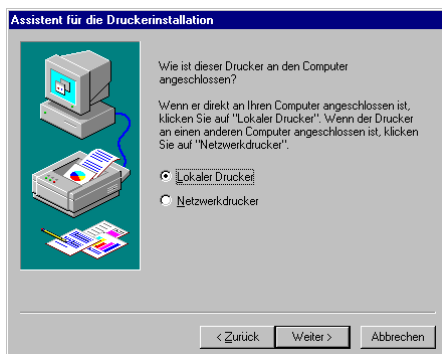 Assistent für die Druckerinstallation
Wie ist dieser Drucker an den Computer
angeschlossen?
Wenn er direkt an Ihren Computer angeschlossen ist,
klicken Sie auf "Lokaler Drucker". Wenn der Drucker
an einen anderen Computer angeschlossen ist, klicken
Sie auf "Netzwerkdrucker".
Lokaler Drucker
Netzwerkdrucker
< Zurück
Weiter >
Abbrechen